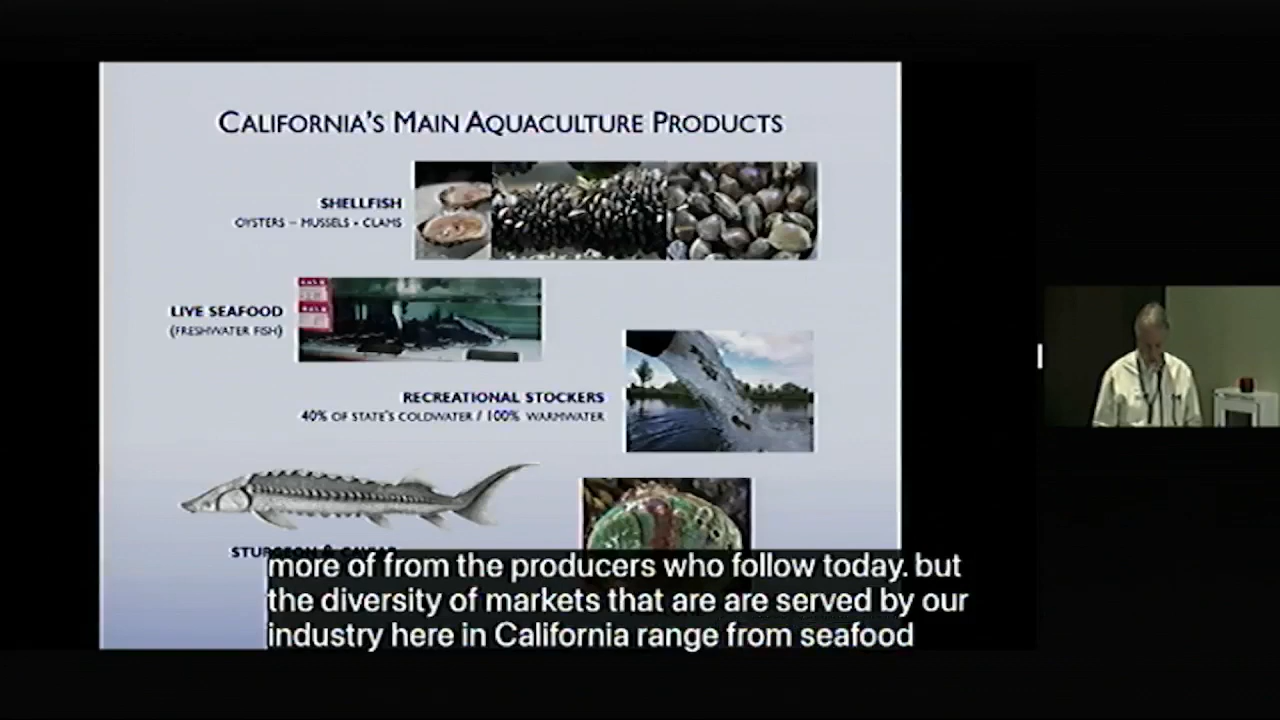 CALIFORNIA'S MAIN AQUACULTURE PRODUCTS
SHELLFISH
OYSTERS – MUSSELS - CLAMS
LIVE SEAFOOD
(FRESHWATER FISH)
RECREATIONAL STOCKERS
40% OF STATE'S COLDWATER / 100% WARMWATER
STURGEON & CAVIAR
more of from the producers who follow today. but
the diversity of markets that are are served by our
industry here in California range from seafood